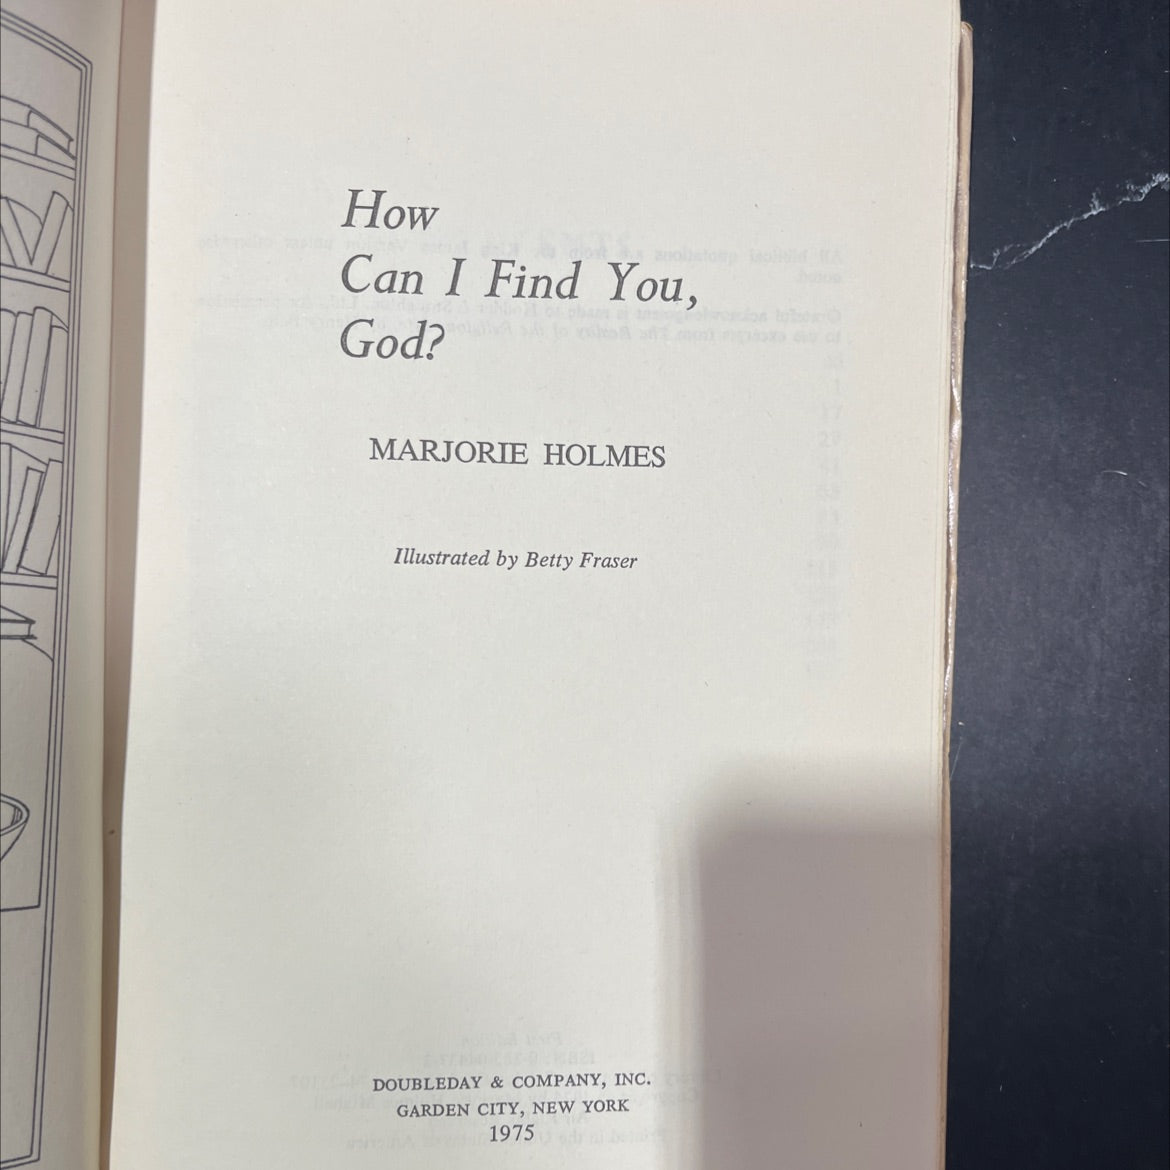 How
Can I Find You,
God?
MARJORIE HOLMES
Illustrated by Betty Fraser
DOUBLEDAY & COMPANY, INC.
GARDEN CITY, NEW YORK
1975